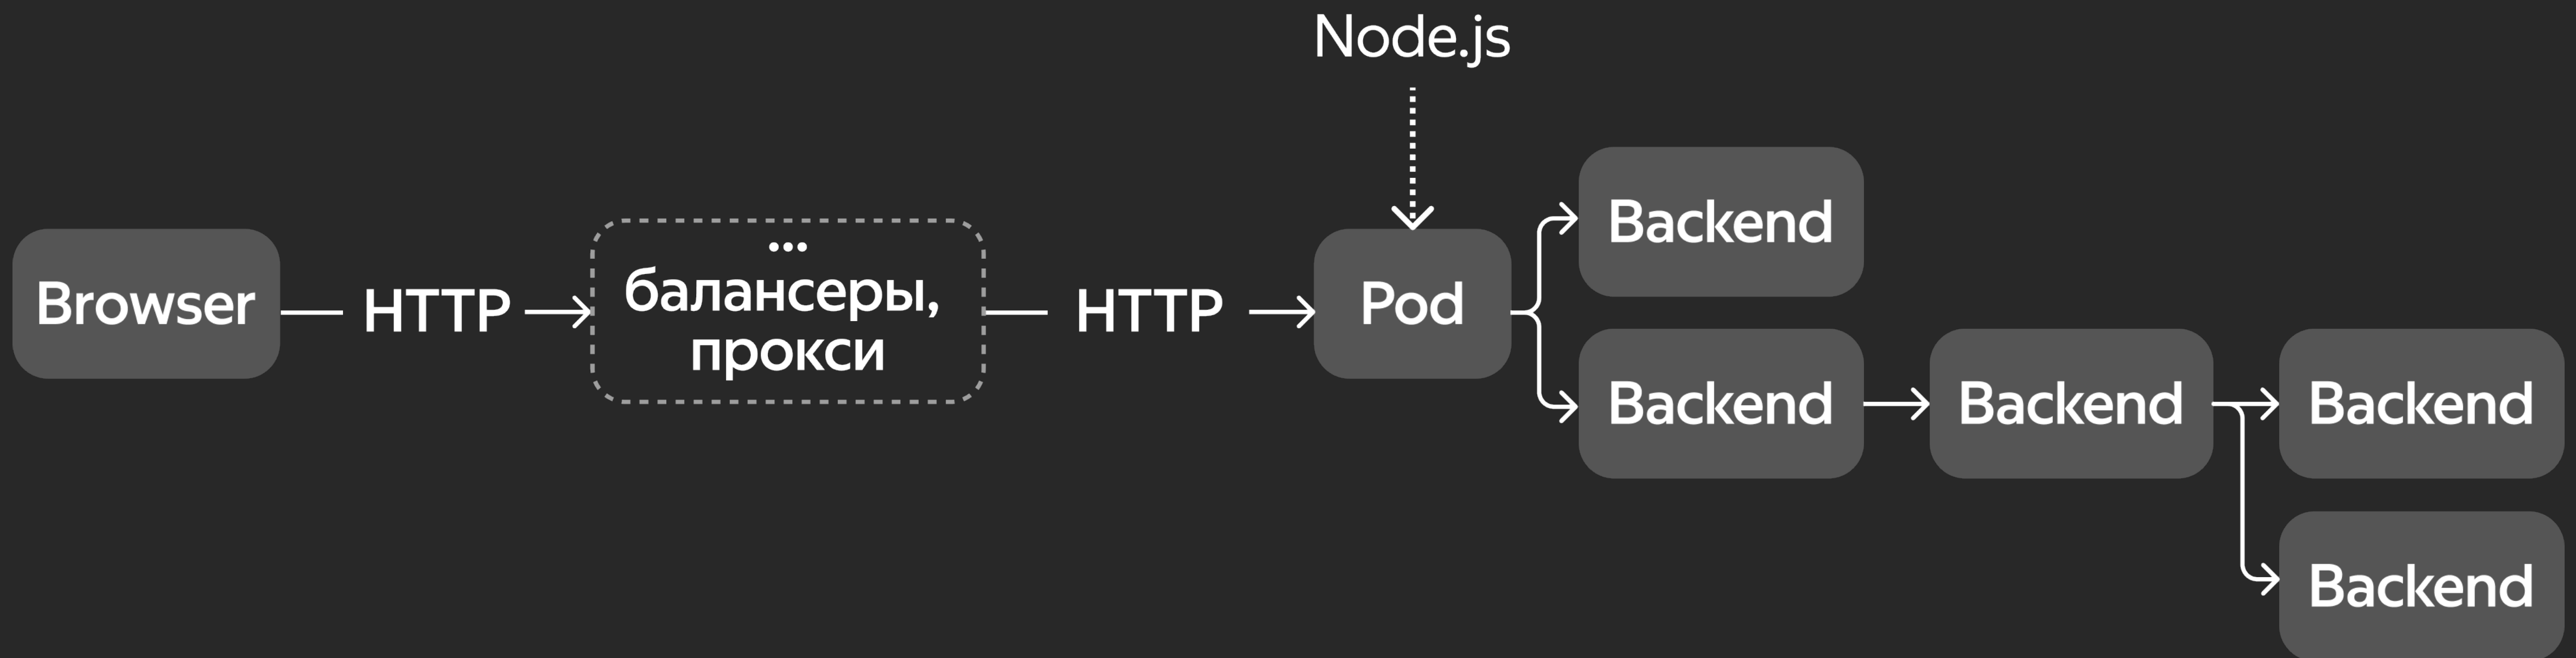 Node.js
Browser
HTTP
...
балансеры,
прокси
HTTP
Pod
Backend
Backend
Backend
Backend
Backend